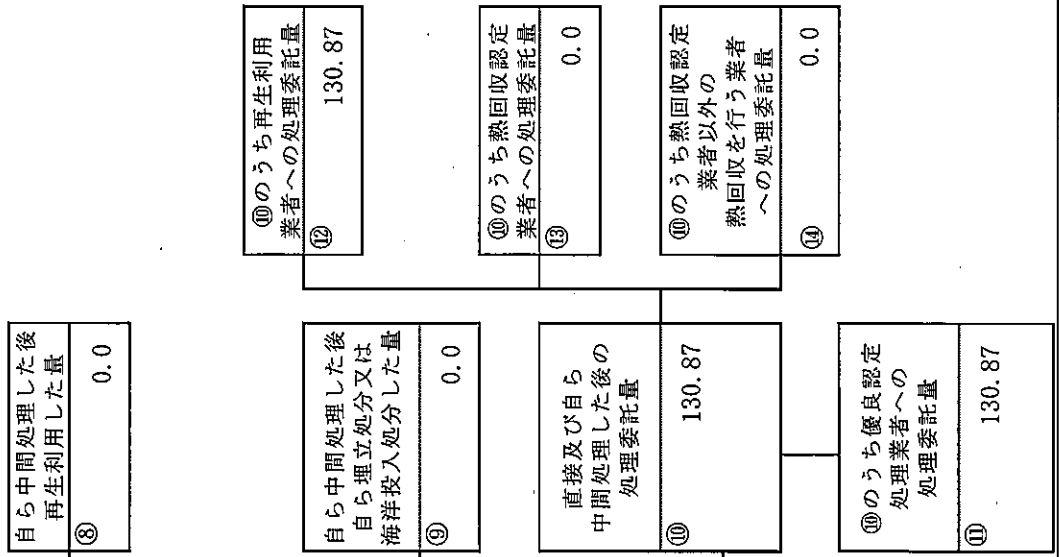 自ら中間処理した後
再生利用した量
⑧
0.0
自ら中間処理した後
自ら埋立処分又は
海洋投入処分した量
⑨
0.0
直接及び自ら
中間処理した後の
処理委託量
⑩
130.87
⑩のうち優良認定
処理業者への
処理委託量
⑪
130.87
⑩のうち再生利用
業者への処理委託量
⑫
130.87
⑩のうち熱回収認定
業者への処理委託量
⑬
0.0
⑩のうち熱回収認定
業者以外の
熱回収を行う業者
への処理委託量
⑭
0.0